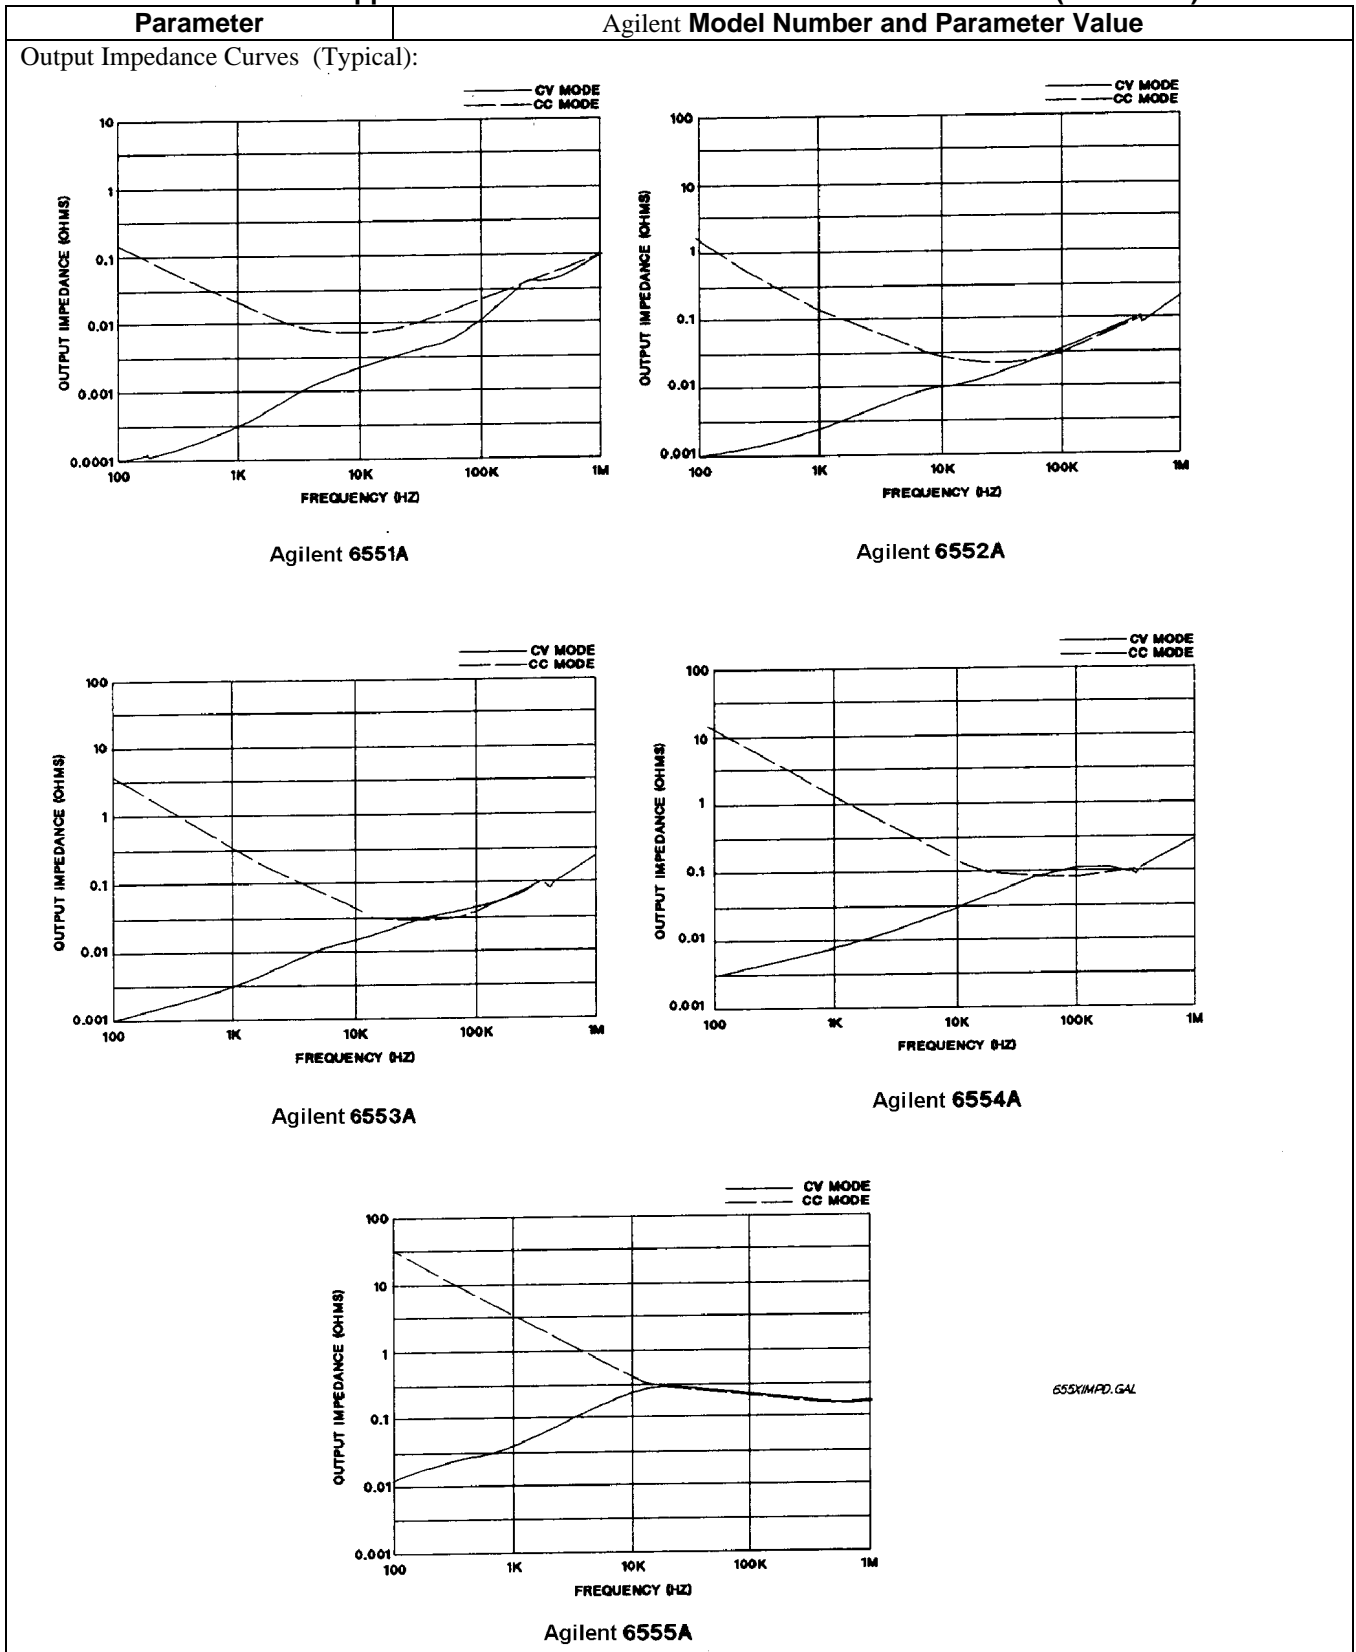 Parameter
Agilent Model Number and Parameter Value
Output Impedance Curves (Typical):
CV MODE
CC MODE
10
1
0.1
0.01
0.001
0.0001
OUTPUT IMPEDANCE (OHMS)
100
1K
10K
100K
1M
FREQUENCY (HZ)
Agilent 6551A
CV MODE
CC MODE
100
10
1
0.1
0.01
0.001
OUTPUT IMPEDANCE (OHMS)
100
1K
10K
100K
1M
FREQUENCY (HZ)
Agilent 6552A
CV MODE
CC MODE
100
10
1
0.1
0.01
0.001
OUTPUT IMPEDANCE (OHMS)
100
1K
10K
100K
1M
FREQUENCY (HZ)
Agilent 6553A
CV MODE
CC MODE
100
10
1
0.1
0.01
0.001
OUTPUT IMPEDANCE (OHMS)
100
1K
10K
100K
1M
FREQUENCY (HZ)
Agilent 6554A
CV MODE
CC MODE
100
10
1
0.1
0.01
0.001
OUTPUT IMPEDANCE (OHMS)
100
1K
10K
100K
1M
FREQUENCY (HZ)
Agilent 6555A
655XIMPD.GAL